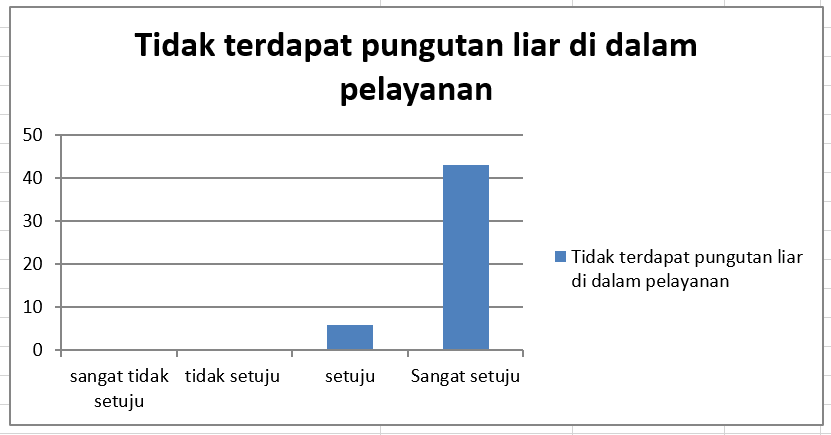 Tidak terdapat pungutan liar di dalam
pelayanan
50
40
30
20
10
0
sangat tidak
setuju
tidak setuju
setuju
Sangat setuju
Tidak terdapat pungutan liar
di dalam pelayanan